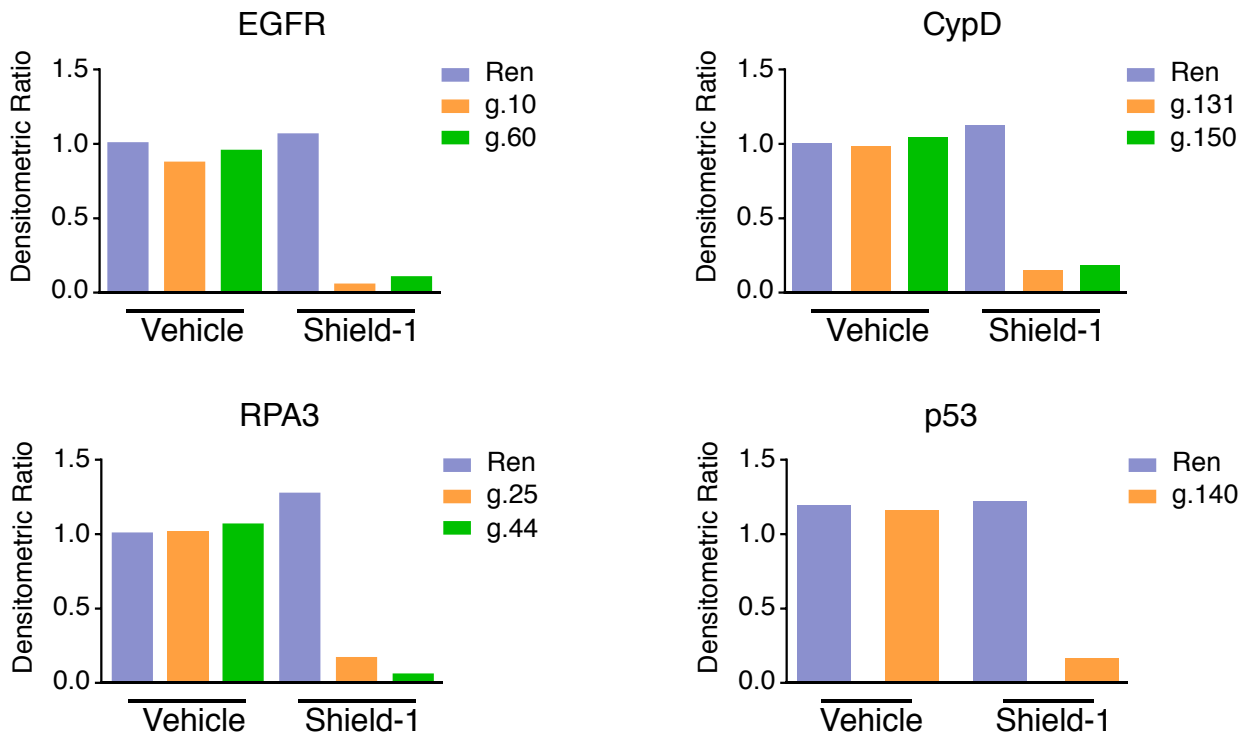 EGFR
Densitometric Ratio
1.5
1.0
0.5
0.0
Ren
g.10
g.60
Vehicle
Shield-1
CypD
Densitometric Ratio
1.5
1.0
0.5
0.0
Ren
g.131
g.150
Vehicle
Shield-1
RPA3
Densitometric Ratio
1.5
1.0
0.5
0.0
Ren
g.25
g.44
Vehicle
Shield-1
p53
Densitometric Ratio
1.5
1.0
0.5
0.0
Ren
g.140
Vehicle
Shield-1